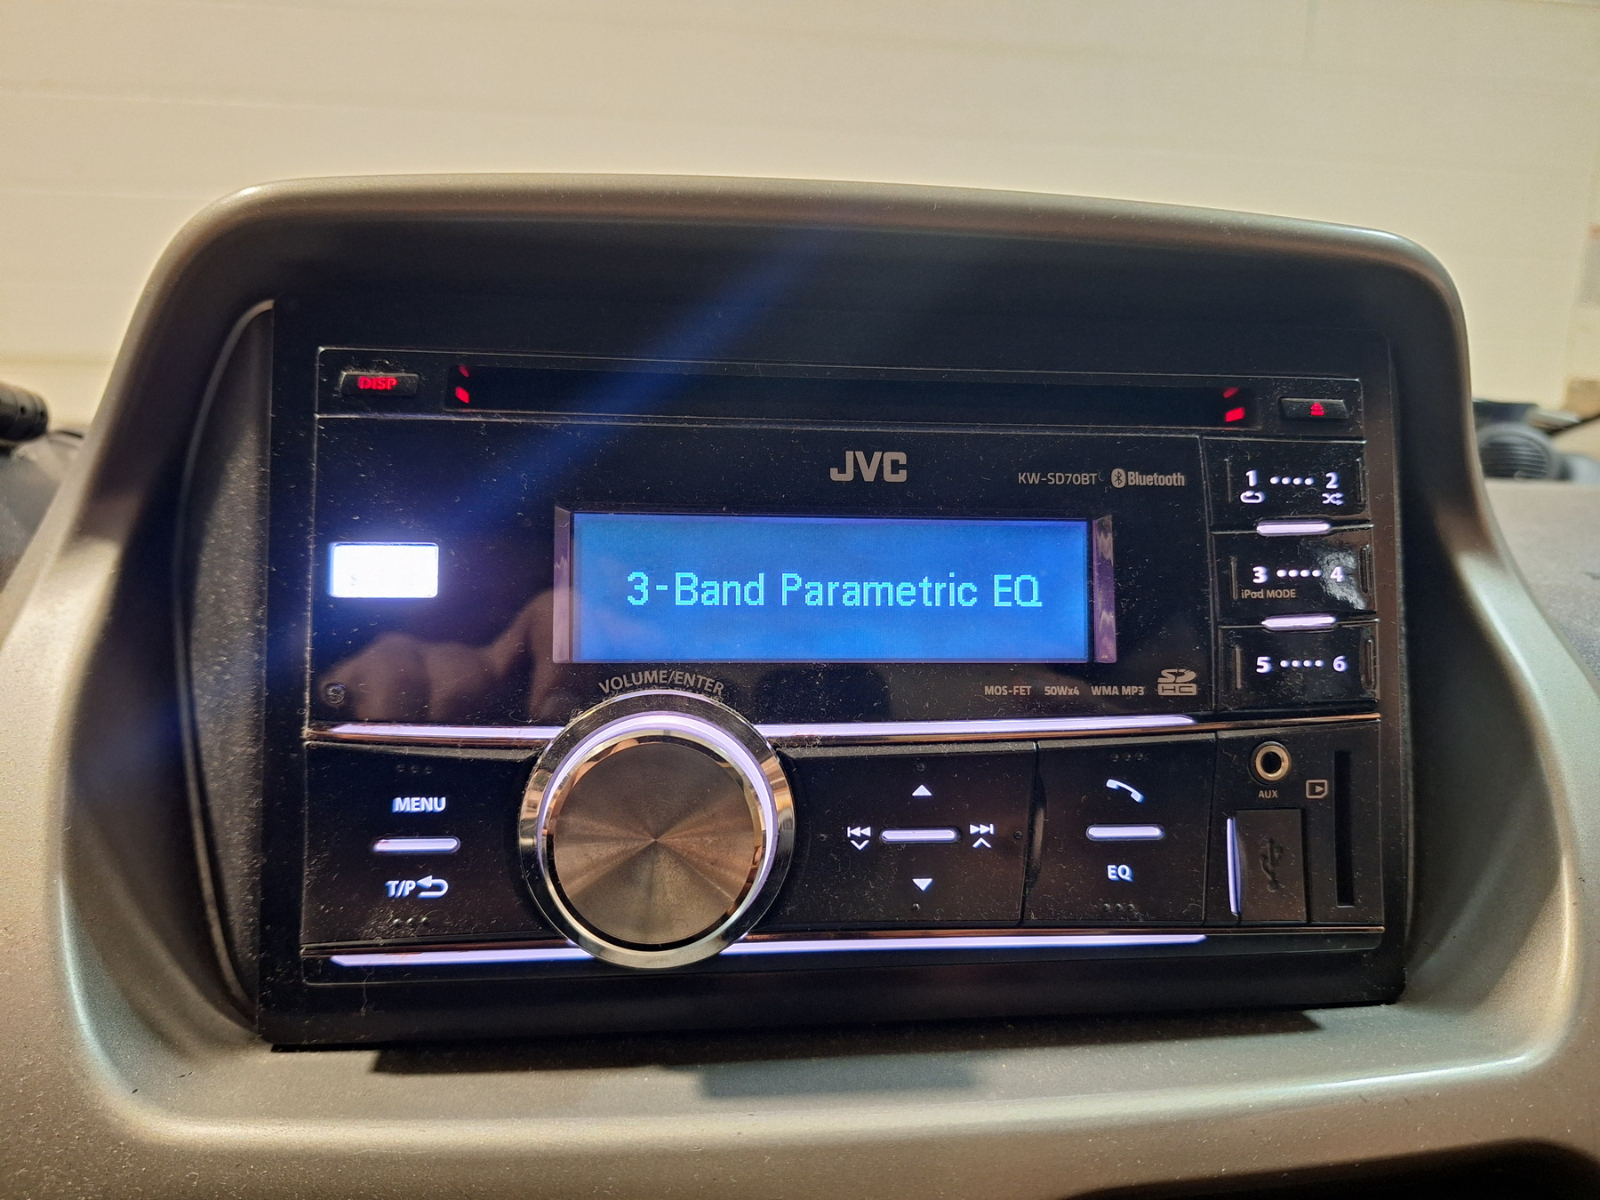 DISP
JVC
KW-SD70BT Bluetooth
1 2
3-Band Parametric EQ
3 4
iPod MODE
5 6
MOS-FET 50Wx4 WMA MP3 SD HC
VOLUME/ENTER
MENU
AUX
T/P
EQ